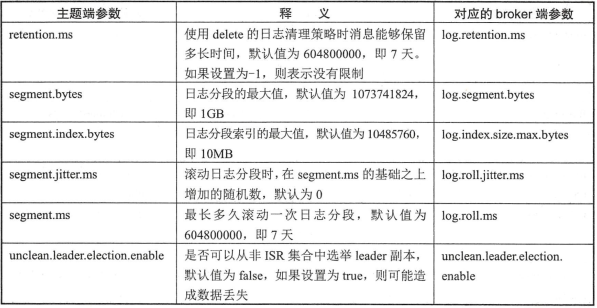 主题端参数 释 义 对应的 broker 端参数
retention.ms 使用 delete 的日志清理策略时消息能够保留 log.retention.ms
多长时间，默认值为 604800000，即 7 天。
如果设置为-1，则表示没有限制
segment.bytes 日志分段的最大值，默认值为 1073741824， log.segment.bytes
即 1GB
segment.index.bytes 日志分段索引的最大值，默认值为 10485760， log.index.size.max.bytes
即 10MB
segment.jitter.ms 滚动日志分段时，在 segment.ms 的基础之上 log.roll.jitter.ms
增加的随机数，默认为 0
segment.ms 最长多久滚动一次日志分段，默认值为 log.roll.ms
604800000，即 7 天
unclean.leader.election.enable 是否可以从非 ISR 集合中选举 leader 副本， unclean.leader.election.
默认值为 false，如果设置为 true，则可能造 enable
成数据丢失